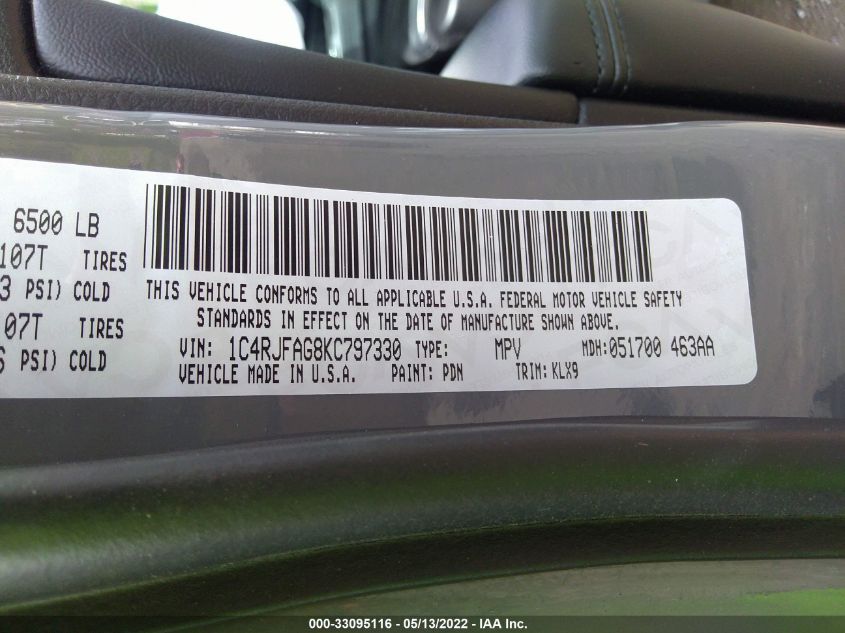 6500 LB
107T TIRES
3 PSI) COLD
07T TIRES
PSI) COLD
THIS VEHICLE CONFORMS TO ALL APPLICABLE U.S.A. FEDERAL MOTOR VEHICLE SAFETY
STANDARDS IN EFFECT ON THE DATE OF MANUFACTURE SHOWN ABOVE.
VIN: 1C4RJFAG8KC797330 TYPE: MPV MDH:051700 463AA
VEHICLE MADE IN U.S.A. PAINT: PDN TRIM: KLX9
000-33095116 - 05/13/2022 - IAA Inc.